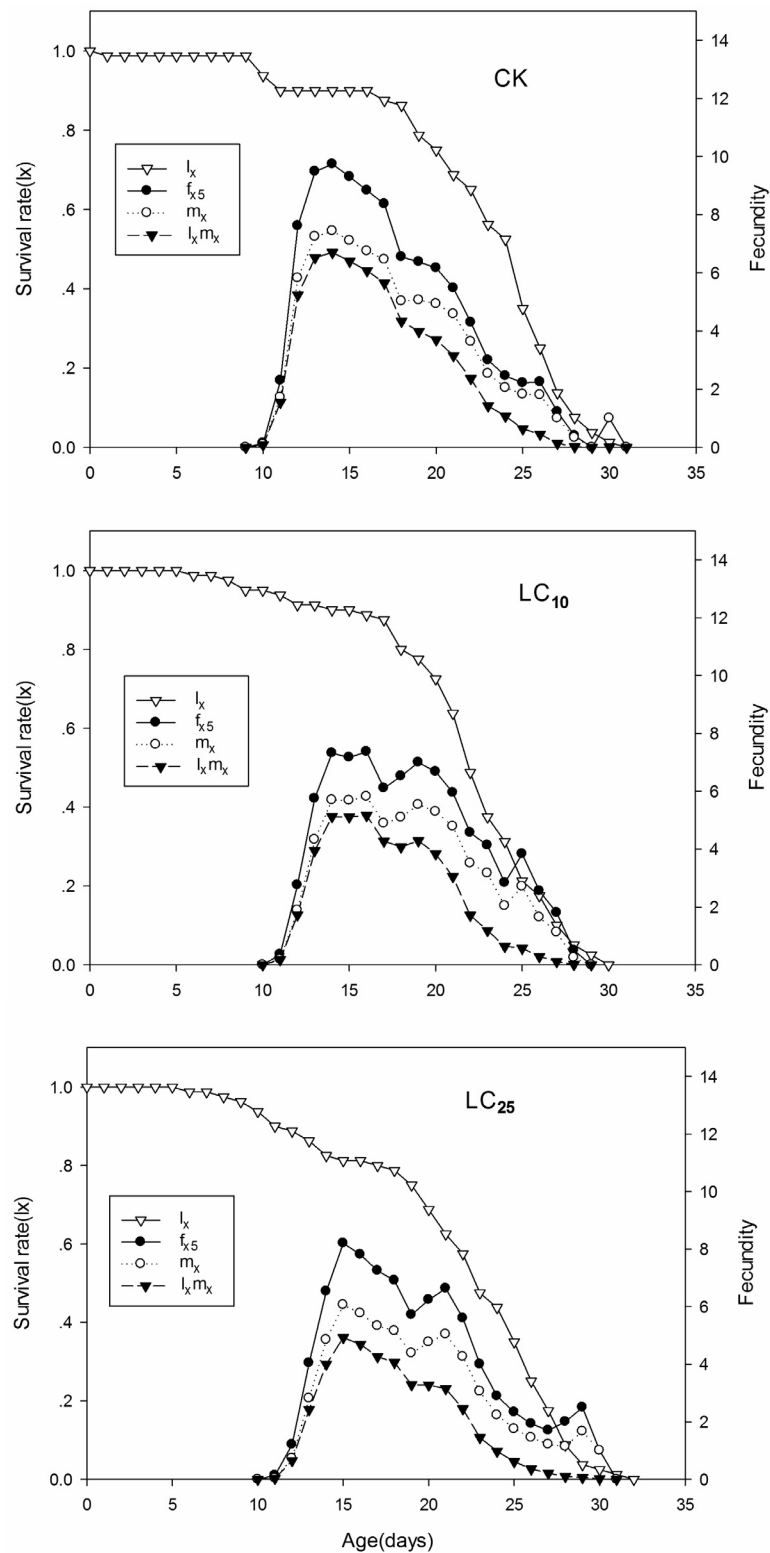 CK
1.0
.8
.6
.4
.2
0.0
Survival rate(lx)
14
12
10
8
6
4
2
0
Fecundity
lx
fx5
mx
lxmx
0 5 10 15 20 25 30 35
LC10
1.0
.8
.6
.4
.2
0.0
Survival rate(lx)
14
12
10
8
6
4
2
0
Fecundity
lx
fx5
mx
lxmx
0 5 10 15 20 25 30 35
LC25
1.0
.8
.6
.4
.2
0.0
Survival rate(lx)
14
12
10
8
6
4
2
0
Fecundity
lx
fx5
mx
lxmx
0 5 10 15 20 25 30 35
Age(days)